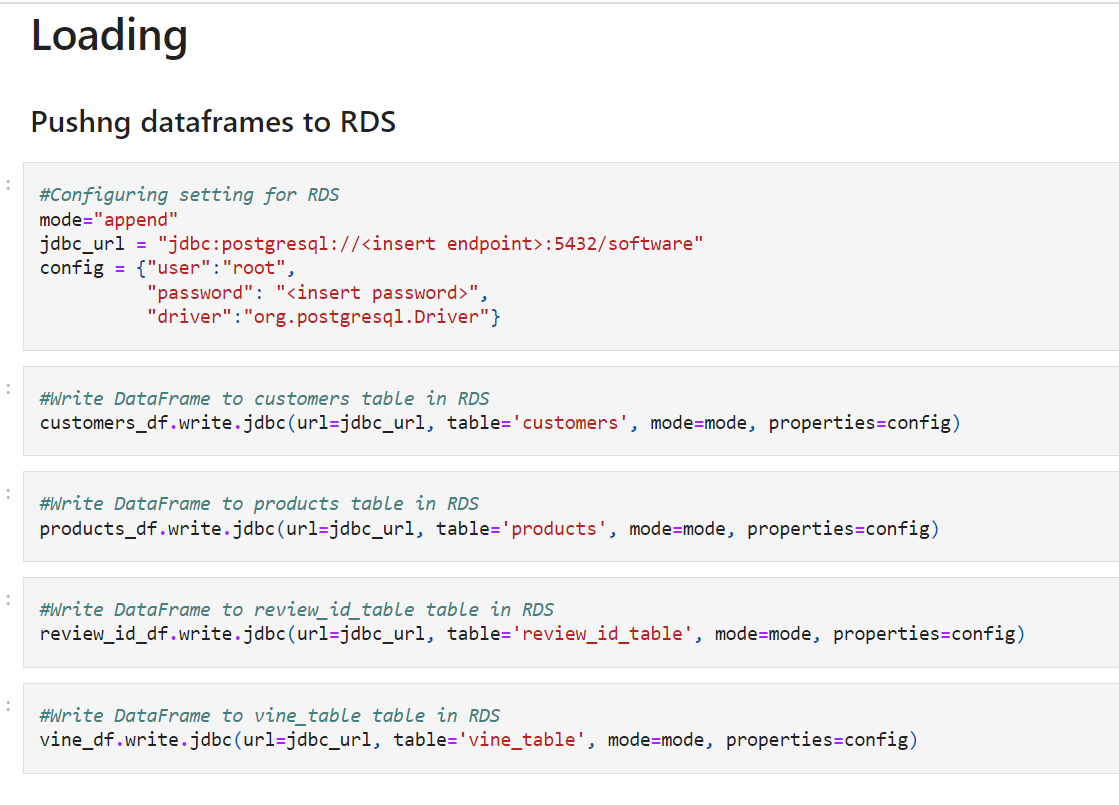 Loading
Pushng dataframes to RDS
#Configuring setting for RDS
mode="append"
jdbc_url = "jdbc:postgresql://<insert endpoint>:5432/software"
config = {"user":"root",
"password": "<insert password>",
"driver":"org.postgresql.Driver"}
#Write DataFrame to customers table in RDS
customers_df.write.jdbc(url=jdbc_url, table='customers', mode=mode, properties=config)
#Write DataFrame to products table in RDS
products_df.write.jdbc(url=jdbc_url, table='products', mode=mode, properties=config)
#Write DataFrame to review_id_table table in RDS
review_id_df.write.jdbc(url=jdbc_url, table='review_id_table', mode=mode, properties=config)
#Write DataFrame to vine_table table in RDS
vine_df.write.jdbc(url=jdbc_url, table='vine_table', mode=mode, properties=config)